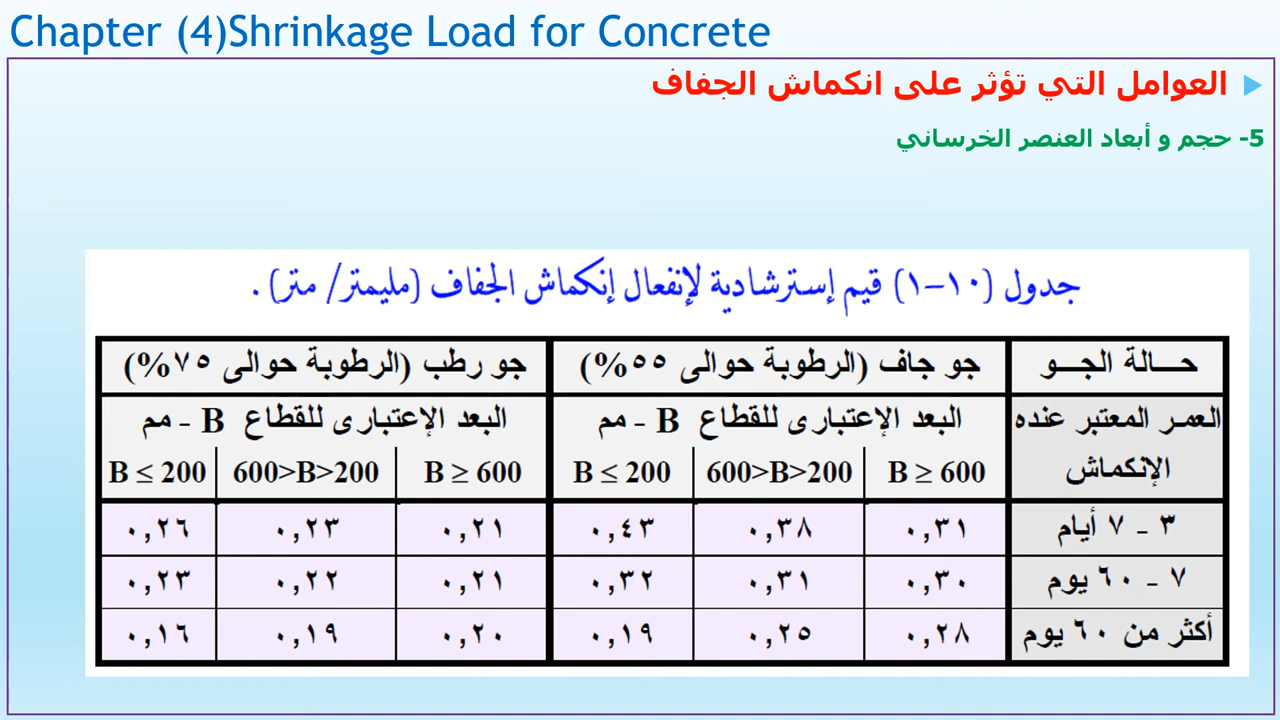 Chapter (4)Shrinkage Load for Concrete
العوامل التي تؤثر على انكماش الجفاف
5- حجم و أبعاد العنصر الخرساني
جدول (١٠-١) قيم إسترشادية لإنفعال إنكماش الجفاف (مليمتر/ متر) .
حـــالة الجـــو جو جاف (الرطوبة حوالى ٥٥%) جو رطب (الرطوبة حوالى ٧٥%)
العمر المعتبر عنده البعد الإعتبارى للقطاع B - مم البعد الإعتبارى للقطاع B - مم
الإنكماش B ≥ 600 600>B>200 B ≤ 200 B ≥ 600 600>B>200 B ≤ 200
٣ - ٧ أيام ٠,٣١ ٠,٣٨ ٠,٤٣ ٠,٢١ ٠,٢٣ ٠,٢٦
٧ - ٦٠ يوم ٠,٣٠ ٠,٣١ ٠,٣٢ ٠,٢١ ٠,٢٢ ٠,٢٣
أكثر من ٦٠ يوم ٠,٢٨ ٠,٢٥ ٠,١٩ ٠,٢٠ ٠,١٩ ٠,١٦